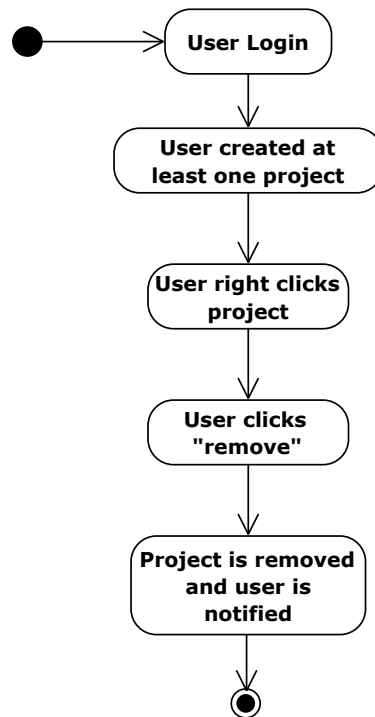 User Login
User created at
least one project
User right clicks
project
User clicks
"remove"
Project is removed
and user is
notified